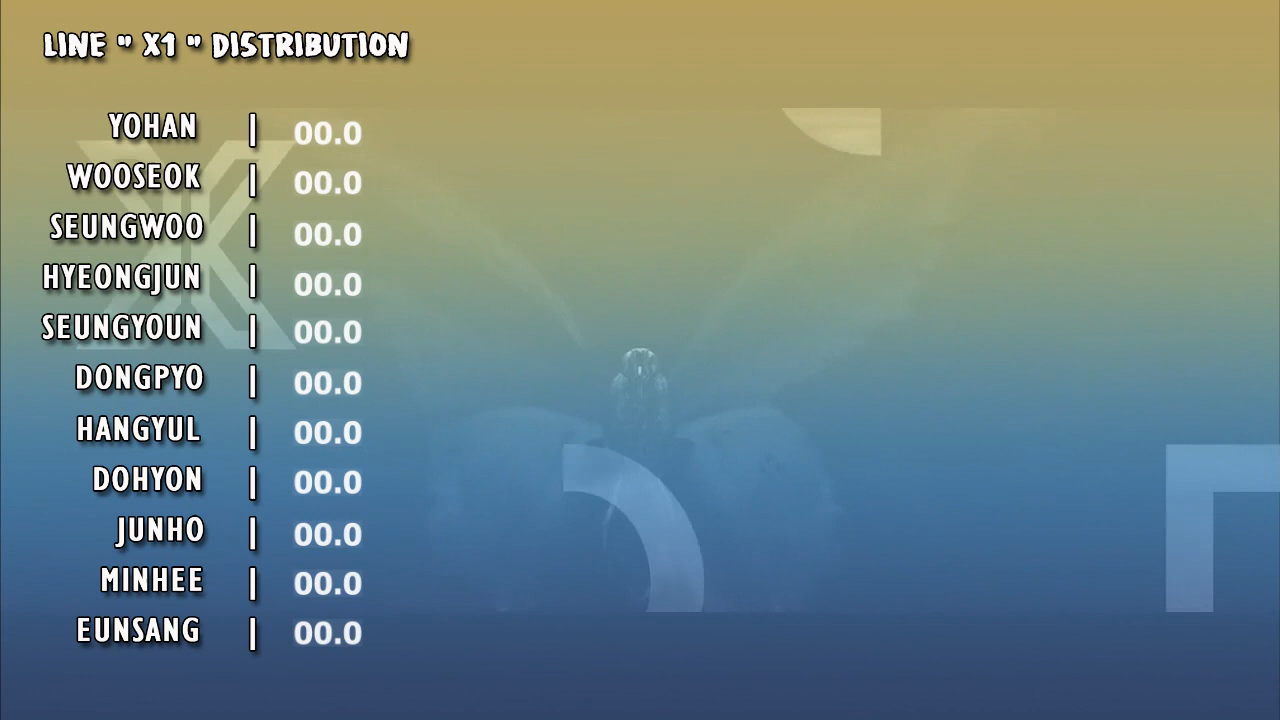 LINE " X1 " DISTRIBUTION
YOHAN | 00.0
WOOSEOK | 00.0
SEUNGWOO | 00.0
HYEONGJUN | 00.0
SEUNGYOUN | 00.0
DONGPYO | 00.0
HANGYUL | 00.0
DOHYON | 00.0
JUNHO | 00.0
MINHEE | 00.0
EUNSANG | 00.0